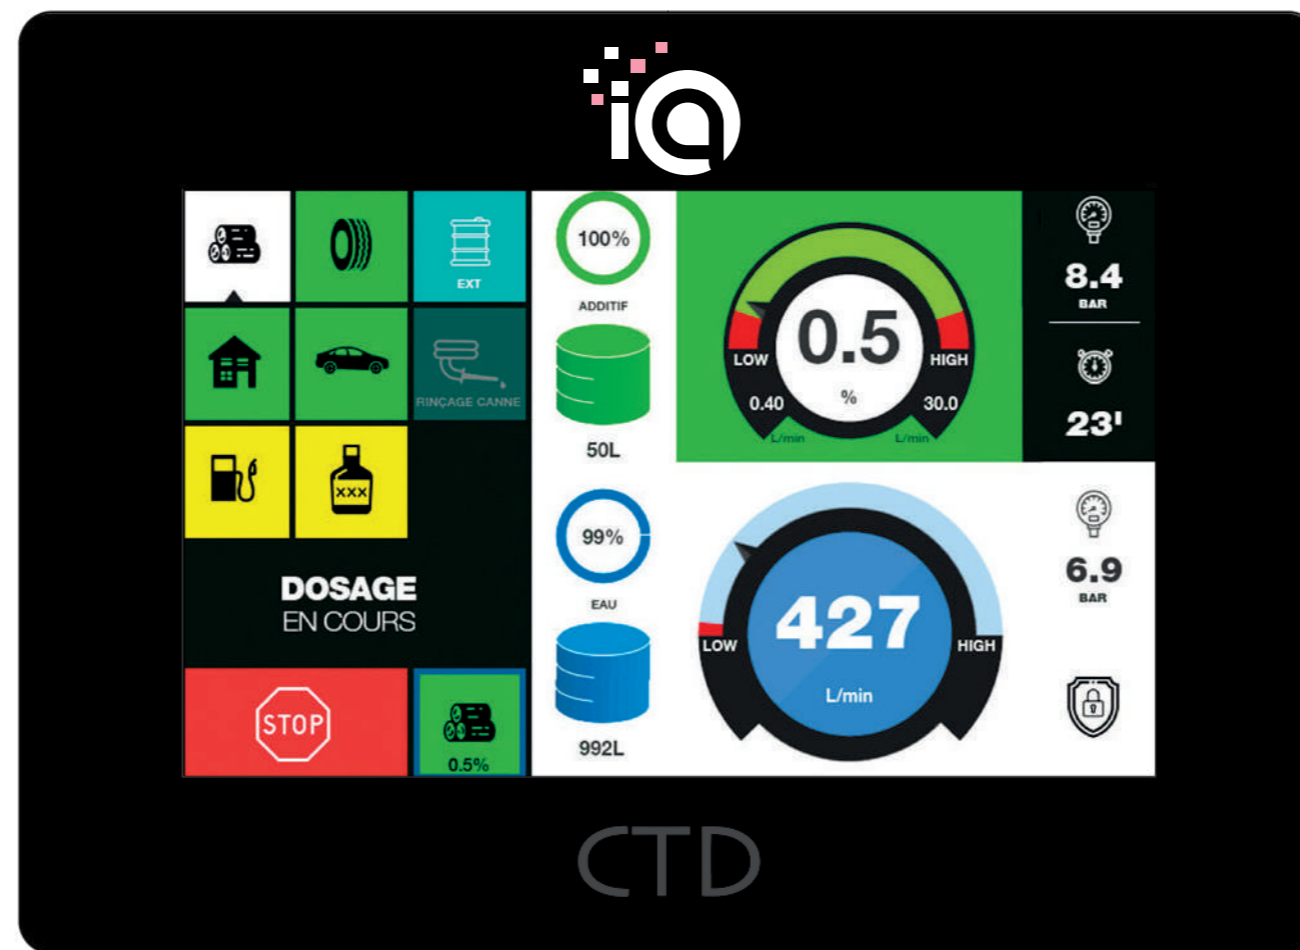 iQ
EXT
RINÇAGE CANNE
XXX
DOSAGE
EN COURS
STOP
0.5%
100%
ADDITIF
50L
99%
EAU
992L
0.5
%
LOW
HIGH
0.40
30.0
L/min
L/min
427
L/min
LOW
HIGH
8.4
BAR
23'
6.9
BAR
CTD